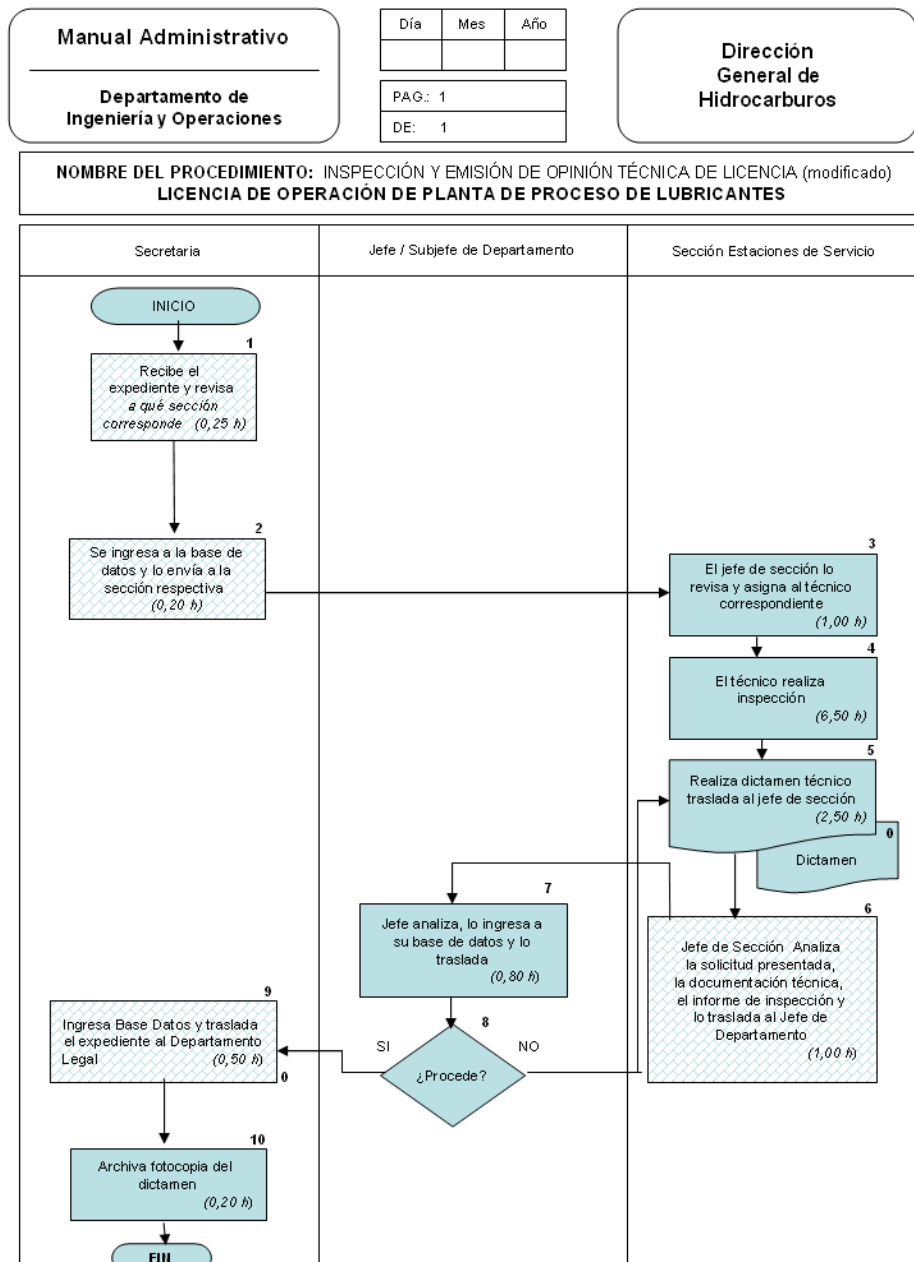 Manual Administrativo
Departamento de
Ingeniería y Operaciones
Día Mes Año
PAG.: 1
DE: 1
Dirección
General de
Hidrocarburos
NOMBRE DEL PROCEDIMIENTO: INSPECCIÓN Y EMISIÓN DE OPINIÓN TÉCNICA DE LICENCIA (modificado)
LICENCIA DE OPERACIÓN DE PLANTA DE PROCESO DE LUBRICANTES
Secretaria
Jefe / Subjefe de Departamento
Sección Estaciones de Servicio
INICIO
1
Recibe el
expediente y revisa
a qué sección
corresponde (0,25 h)
2
Se ingresa a la base de
datos y lo envía a la
sección respectiva
(0,20 h)
3
El jefe de sección lo
revisa y asigna al técnico
correspondiente
(1,00 h)
4
El técnico realiza
inspección
(6,50 h)
5
Realiza dictamen técnico
traslada al jefe de sección
(2,50 h)
0
Dictamen
6
Jefe de Sección Analiza
la solicitud presentada,
la documentación técnica,
el informe de inspección y
lo traslada al Jefe de
Departamento
(1,00 h)
7
Jefe analiza, lo ingresa a
su base de datos y lo
traslada
(0,80 h)
8
SI
NO
¿Procede?
9
Ingresa Base Datos y traslada
el expediente al Departamento
Legal (0,50 h)
0
10
Archiva fotocopia del
dictamen
(0,20 h)
FIN